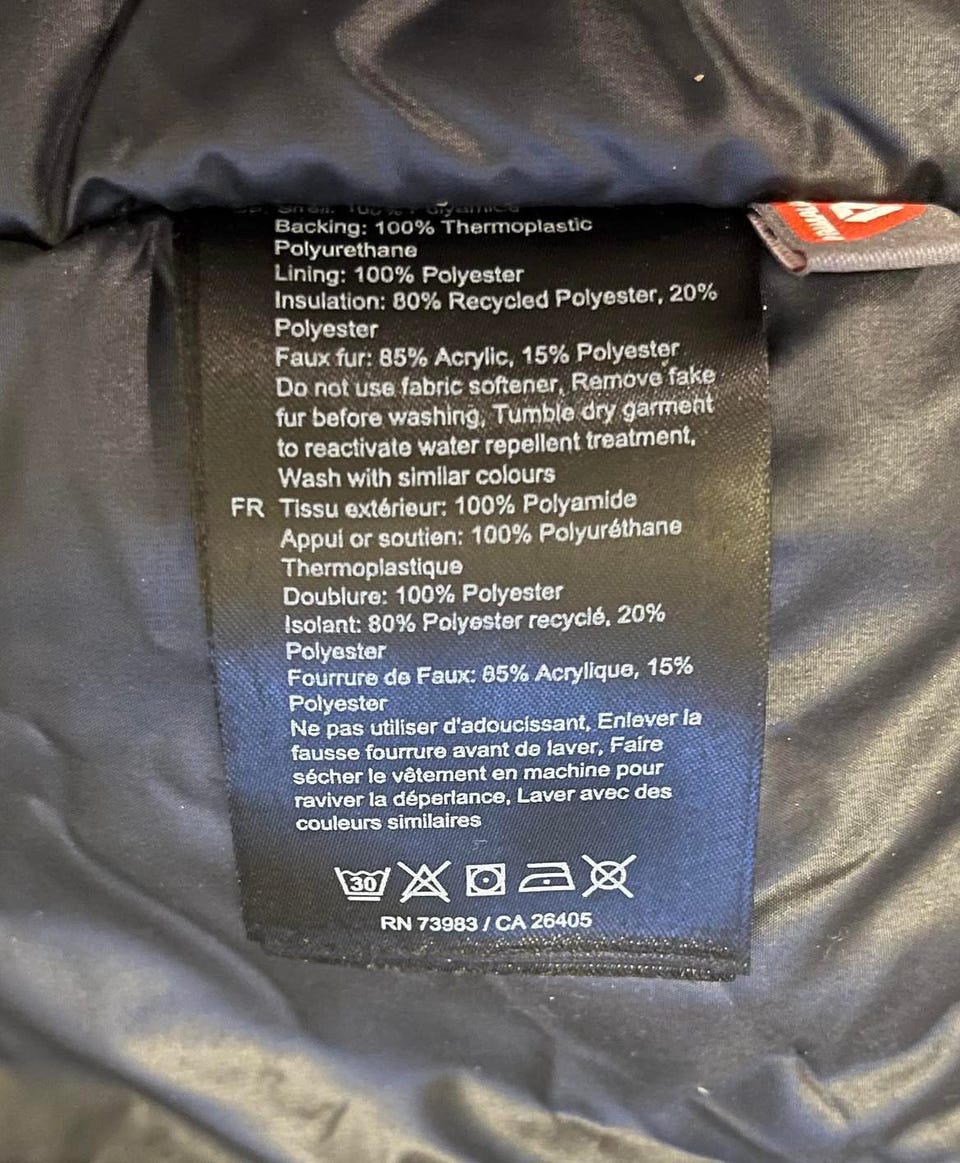 Shell: 100% Polyamide
Backing: 100% Thermoplastic
Polyurethane
Lining: 100% Polyester
Insulation: 80% Recycled Polyester, 20%
Polyester
Faux fur: 85% Acrylic, 15% Polyester
Do not use fabric softener, Remove fake
fur before washing, Tumble dry garment
to reactivate water repellent treatment,
Wash with similar colours
FR Tissu extérieur: 100% Polyamide
Appui or soutien: 100% Polyuréthane
Thermoplastique
Doublure: 100% Polyester
Isolant: 80% Polyester recyclé, 20%
Polyester
Fourrure de Faux: 85% Acrylique, 15%
Polyester
Ne pas utiliser d'adoucissant, Enlever la
fausse fourrure avant de laver, Faire
sécher le vêtement en machine pour
raviver la déperlance, Laver avec des
couleurs similaires
30
RN 73983 / CA 26405